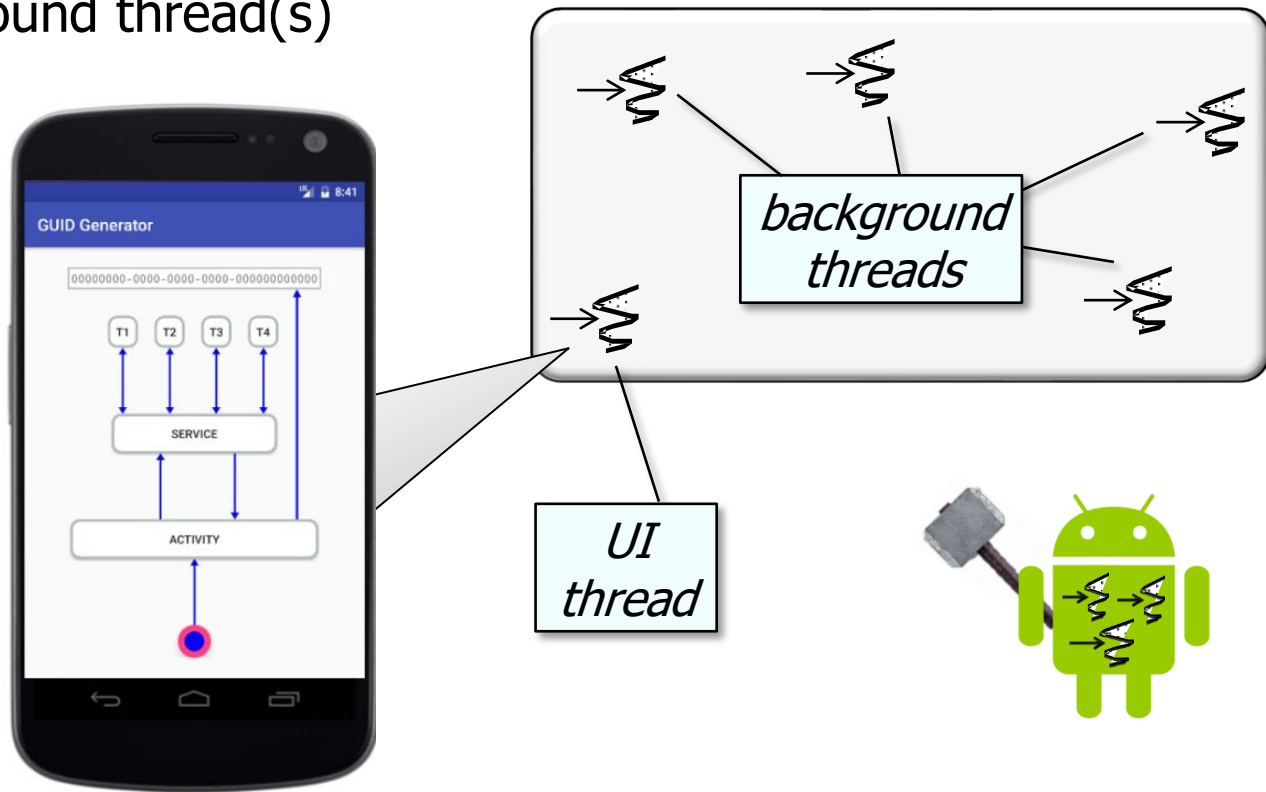 ound thread(s)
8:41
GUID Generator
00000000-0000-0000-0000-000000000000
T1 T2 T3 T4
SERVICE
ACTIVITY
background
threads
UI
thread